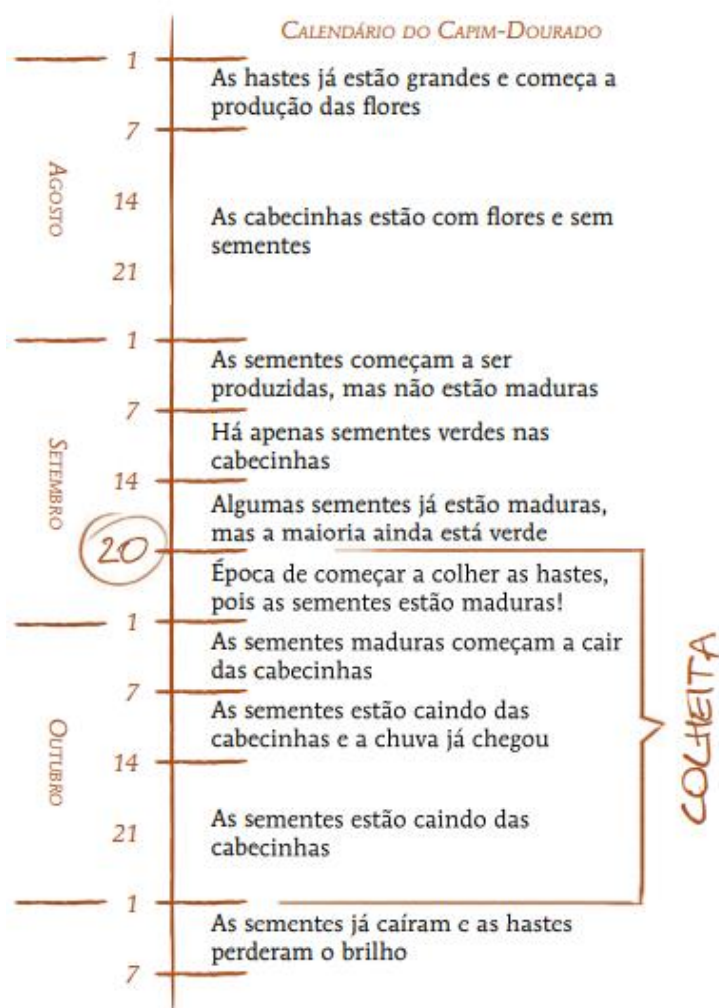 CALENDÁRIO DO CAPIM-DOURADO
1
As hastes já estão grandes e começa a
produção das flores
7
AGOSTO
14
As cabecinhas estão com flores e sem
sementes
21
1
As sementes começam a ser
produzidas, mas não estão maduras
7
Há apenas sementes verdes nas
cabecinhas
SETEMBRO
14
Algumas sementes já estão maduras,
mas a maioria ainda está verde
20
Época de começar a colher as hastes,
pois as sementes estão maduras!
1
As sementes maduras começam a cair
das cabecinhas
7
As sementes estão caindo das
cabecinhas e a chuva já chegou
OUTUBRO
14
As sementes estão caindo das
cabecinhas
21
COLHEITA
1
As sementes já caíram e as hastes
perderam o brilho
7